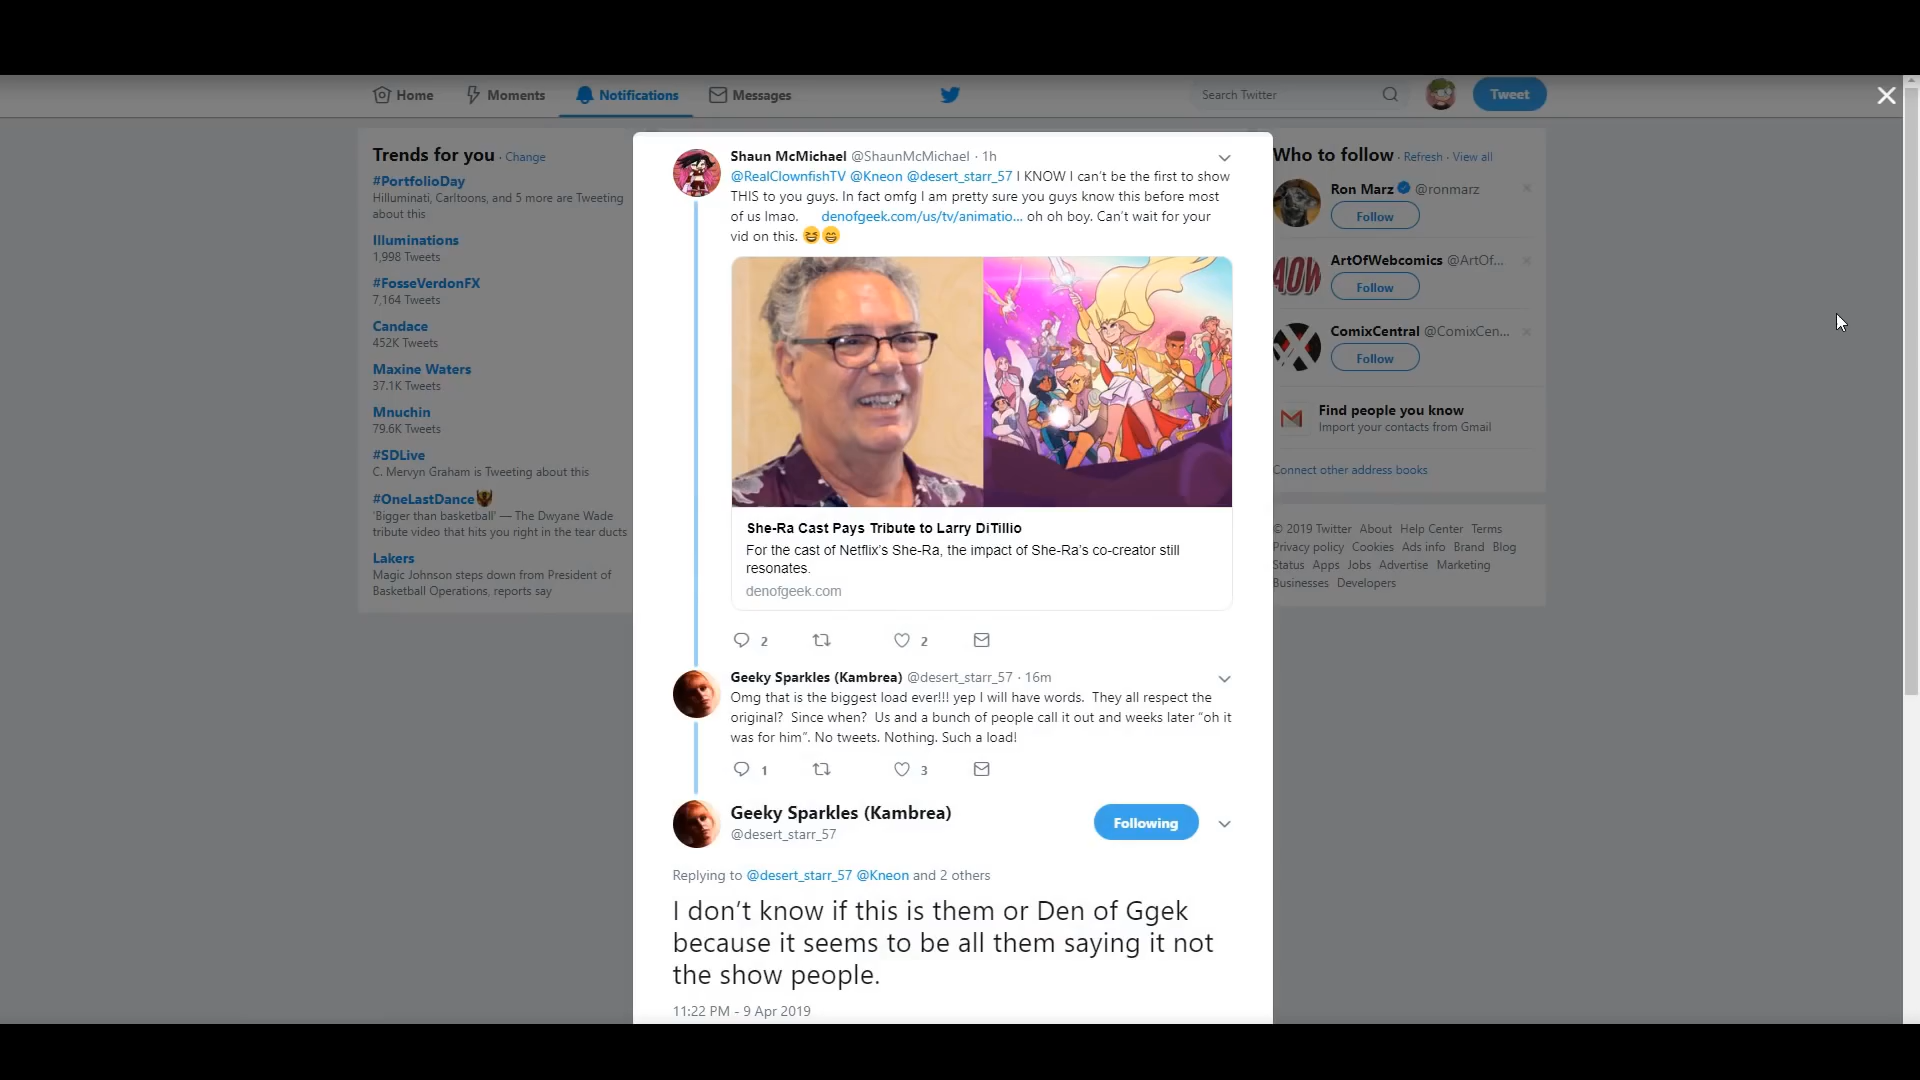 Home
Moments
Notifications
Messages
Search Twitter
Tweet
Trends for you · Change
#PortfolioDay
Hilluminati, Carltoons, and 5 more are Tweeting
about this
Illuminations
1,998 Tweets
#FosseVerdonFX
7,164 Tweets
Candace
452K Tweets
Maxine Waters
37.1K Tweets
Mnuchin
79.6K Tweets
#SDLive
C. Mervyn Graham is Tweeting about this
#OneLastDance
'Bigger than basketball' — The Dwyane Wade
tribute video that hits you right in the tear ducts
Lakers
Magic Johnson steps down from President of
Basketball Operations, reports say
Shaun McMichael @ShaunMcMichael · 1h
@RealClownfishTV @Kneon @desert_starr_57 I KNOW I can't be the first to show
THIS to you guys. In fact omfg I am pretty sure you guys know this before most
of us lmao. denofgeek.com/us/tv/animatio... oh oh boy. Can't wait for your
vid on this. 😆😁
She-Ra Cast Pays Tribute to Larry DiTillio
For the cast of Netflix's She-Ra, the impact of She-Ra's co-creator still
resonates.
denofgeek.com
2
2
Geeky Sparkles (Kambrea) @desert_starr_57 · 16m
Omg that is the biggest load ever!!! yep I will have words. They all respect the
original? Since when? Us and a bunch of people call it out and weeks later "oh it
was for him". No tweets. Nothing. Such a load!
1
3
Geeky Sparkles (Kambrea)
@desert_starr_57
Following
Replying to @desert_starr_57 @Kneon and 2 others
I don't know if this is them or Den of Ggek
because it seems to be all them saying it not
the show people.
11:22 PM - 9 Apr 2019
Who to follow · Refresh · View all
Ron Marz @ronmarz
Follow
AOW
ArtOfWebcomics @ArtOf...
Follow
ComixCentral @ComixCen...
Follow
Find people you know
Import your contacts from Gmail
Connect other address books
© 2019 Twitter About Help Center Terms
Privacy policy Cookies Ads info Brand Blog
Status Apps Jobs Advertise Marketing
Businesses Developers